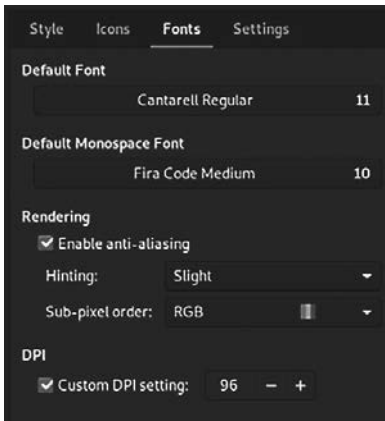 Style Icons Fonts Settings
Default Font
Cantarell Regular 11
Default Monospace Font
Fira Code Medium 10
Rendering
Enable anti-aliasing
Hinting: Slight
Sub-pixel order: RGB
DPI
Custom DPI setting: 96 − +